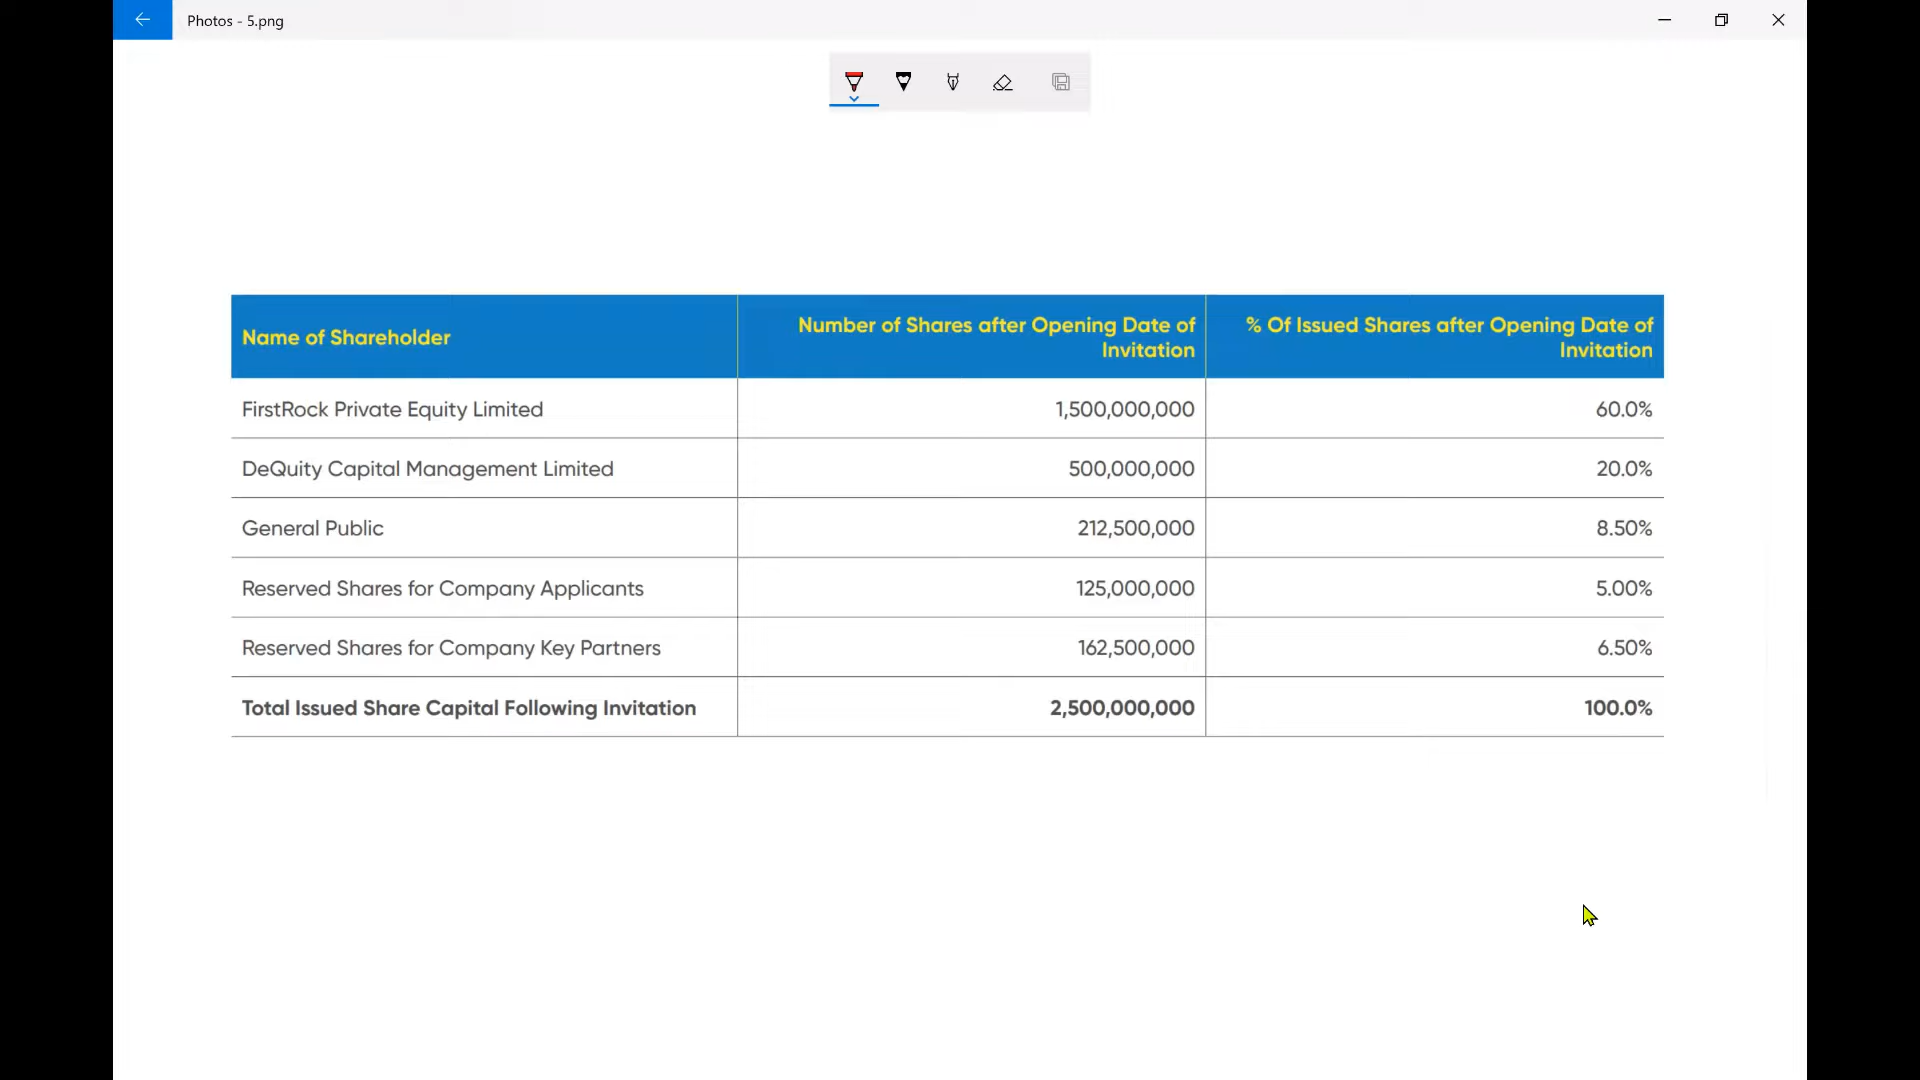 Photos - 5.png
Name of Shareholder
Number of Shares after Opening Date of
Invitation
% Of Issued Shares after Opening Date of
Invitation
FirstRock Private Equity Limited 1,500,000,000 60.0%
DeQuity Capital Management Limited 500,000,000 20.0%
General Public 212,500,000 8.50%
Reserved Shares for Company Applicants 125,000,000 5.00%
Reserved Shares for Company Key Partners 162,500,000 6.50%
Total Issued Share Capital Following Invitation 2,500,000,000 100.0%